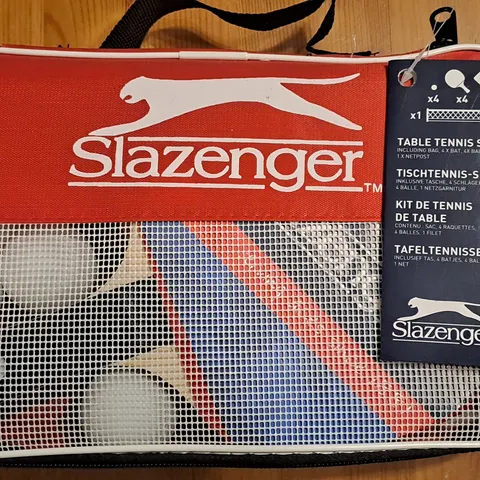 Slazenger
TM
x4 x4
x1
TABLE TENNIS S
INCLUDING BAG, 4 X BAT, 4X BA
1 X NETPOST
TISCHTENNIS-S
INKLUSIVE TASCHE, 4 SCHLÄGE
4 BÄLLE, 1 NETZGARNITUR
KIT DE TENNIS
DE TABLE
CONTENU : SAC, 4 RAQUETTES,
4 BALLES, 1 FILET
TAFELTENNISSE
INCLUSIEF TAS, 4 BATJES, 4 BAL
1 NET
Slazenger